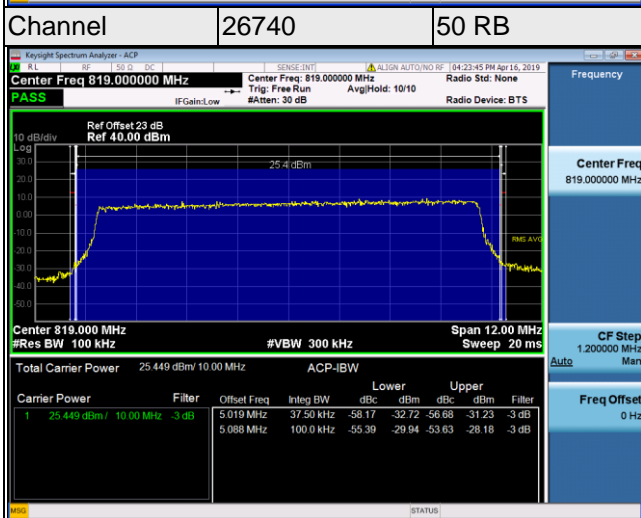 Channel 26740 50 RB
Keysight Spectrum Analyzer - ACP
RL RF 50 Ω DC SENSE:INT ALIGN AUTO/NO RF 04:23:45 PM Apr 16, 2019
Center Freq 819.000000 MHz Center Freq: 819.000000 MHz Radio Std: None
Trig: Free Run Avg|Hold: 10/10
PASS IFGain:Low #Atten: 30 dB Radio Device: BTS
Frequency
Ref Offset 23 dB
10 dB/div Ref 40.00 dBm
Log
30.0
25.4 dBm
20.0
10.0
0.00
-10.0
RMS AVG
-20.0
-30.0
-40.0
-50.0
Center Freq
819.000000 MHz
Center 819.000 MHz Span 12.00 MHz
#Res BW 100 kHz #VBW 300 kHz Sweep 20 ms
CF Step
1.200000 MHz
Auto Man
Total Carrier Power 25.449 dBm/ 10.00 MHz ACP-IBW
Lower Upper
Carrier Power Filter Offset Freq Integ BW dBc dBm dBc dBm Filter
1 25.449 dBm / 10.00 MHz -3 dB 5.019 MHz 37.50 kHz -58.17 -32.72 -56.68 -31.23 -3 dB
5.088 MHz 100.0 kHz -55.39 -29.94 -53.63 -28.18 -3 dB
Freq Offset
0 Hz
MSG STATUS